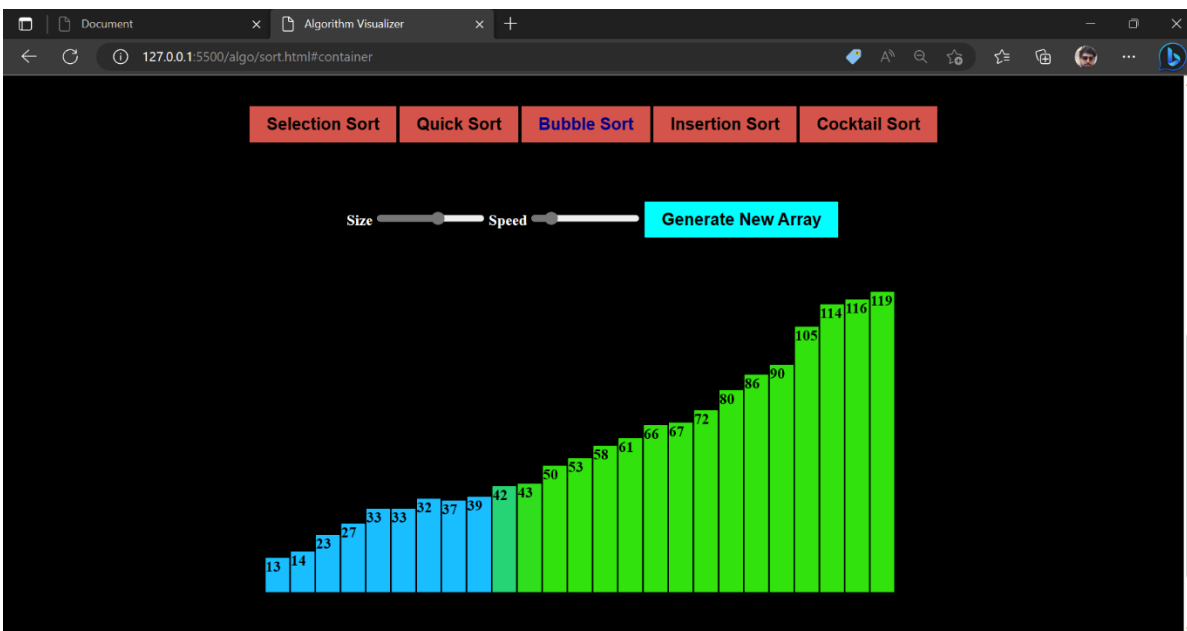 Document
Algorithm Visualizer
127.0.0.1:5500/algo/sort.html#container
Selection Sort Quick Sort Bubble Sort Insertion Sort Cocktail Sort
Size Speed Generate New Array
13 14 23 27 33 33 32 37 39 42 43 50 53 58 61 66 67 72 80 86 90 105 114 116 119